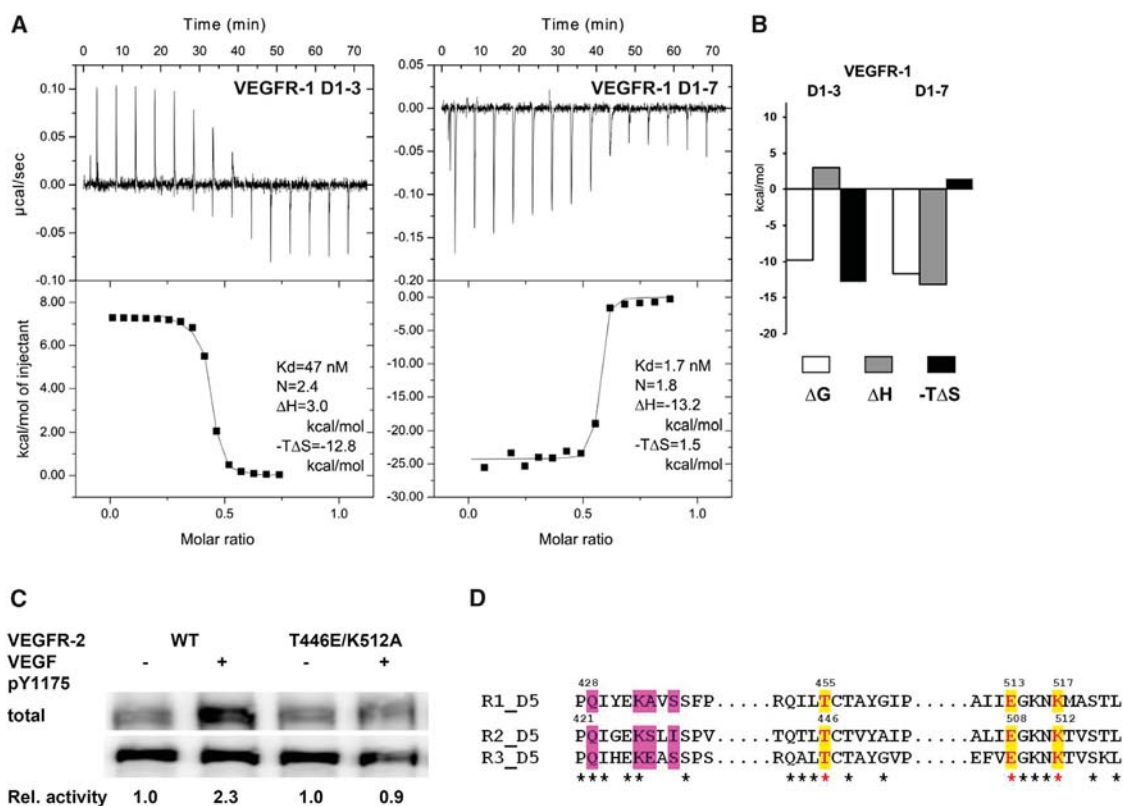 A
Time (min)
0 10 20 30 40 50 60 70
VEGFR-1 D1-3
0.10
0.05
0.00
-0.05
-0.10
µcal/sec
8.00
6.00
4.00
2.00
0.00
kcal/mol of injectant
Kd=47 nM
N=2.4
ΔH=3.0
kcal/mol
-TΔS=-12.8
kcal/mol
0.0 0.5 1.0
Molar ratio
Time (min)
0 10 20 30 40 50 60 70
VEGFR-1 D1-7
0.05
0.00
-0.05
-0.10
-0.15
-0.20
0.00
-5.00
-10.00
-15.00
-20.00
-25.00
-30.00
Kd=1.7 nM
N=1.8
ΔH=-13.2
kcal/mol
-TΔS=1.5
kcal/mol
0.0 0.5 1.0
Molar ratio
B
VEGFR-1
D1-3 D1-7
10
5
0
-5
-10
-15
-20
kcal/mol
ΔG ΔH -TΔS
C
VEGFR-2 WT T446E/K512A
VEGF - + - +
pY1175
total
Rel. activity 1.0 2.3 1.0 0.9
D
428 455 513 517
R1_D5 PQIYEKAVSSFP.....RQILTCTAYGIP.....AIIEGKNKMASTL
421 446 508 512
R2_D5 PQIGEKSLISPV.....TQTLTCTVYAIP.....ALIEGKNKTVSTL
R3_D5 PQIHEKEASSPS.....RQALTCTAYGVP.....EFVEGKNKTVSKL
*** ** * **** * * ***** * *